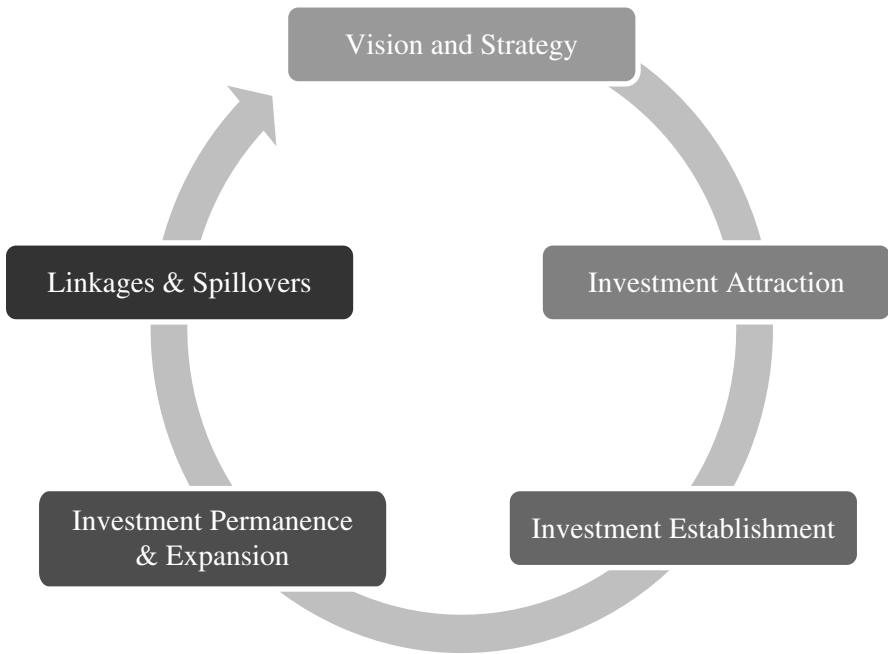 Vision and Strategy
Investment Attraction
Investment Establishment
Investment Permanence
& Expansion
Linkages & Spillovers